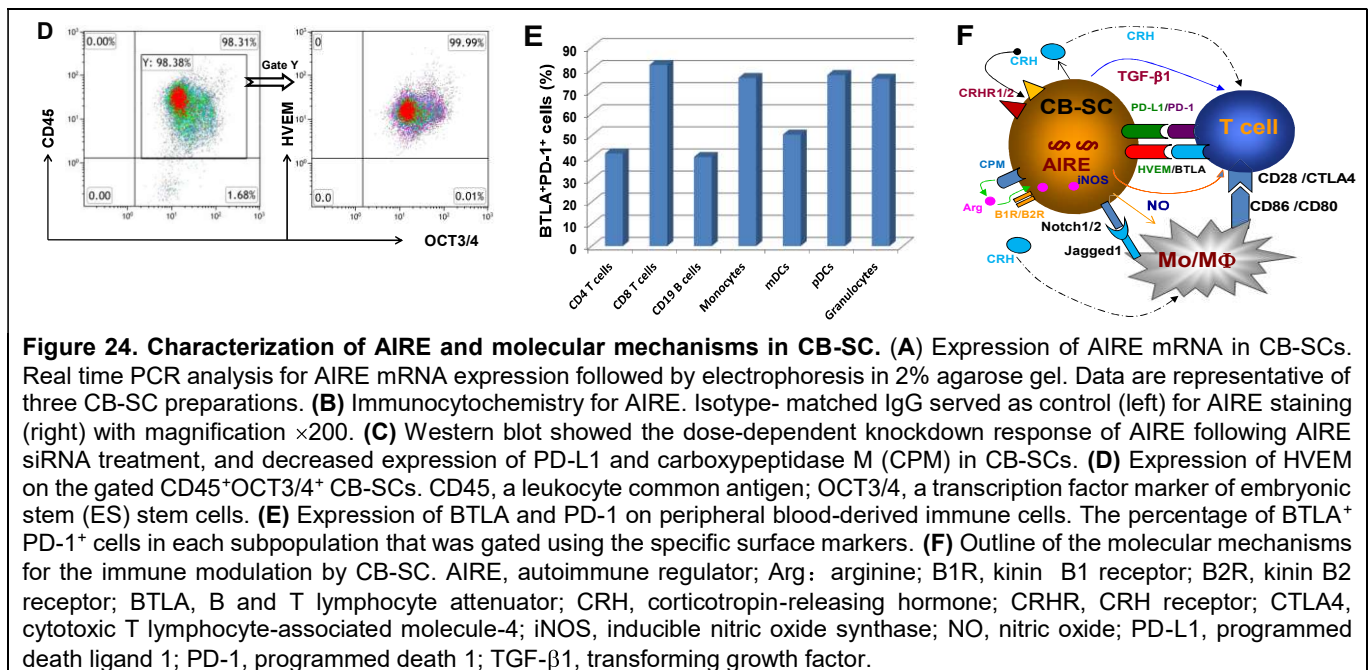 D
0.00%
98.31%
Y: 98.38%
Gate Y
0
99.99%
CD45
HVEM
10³
10²
10¹
10⁰
0.00
1.68%
0.0
0.01%
10⁰ 10¹ 10² 10³
10⁰ 10¹ 10² 10³
OCT3/4
E
BTLA⁺PD-1⁺ cells (%)
90
80
70
60
50
40
30
20
10
0
CD4 T cells
CD8 T cells
CD19 B cells
Monocytes
mDCs
pDCs
Granulocytes
F
CRH
CRH
TGF-β1
CRHR1/2
CB-SC
PD-L1/PD-1
T cell
AIRE
HVEM/BTLA
CPM
iNOS
CD28 /CTLA4
Arg
B1R/B2R
NO
CD86 /CD80
Notch1/2
Jagged1
CRH
Mo/MΦ
Figure 24. Characterization of AIRE and molecular mechanisms in CB-SC. (A) Expression of AIRE mRNA in CB-SCs.
Real time PCR analysis for AIRE mRNA expression followed by electrophoresis in 2% agarose gel. Data are representative of
three CB-SC preparations. (B) Immunocytochemistry for AIRE. Isotype- matched IgG served as control (left) for AIRE staining
(right) with magnification ×200. (C) Western blot showed the dose-dependent knockdown response of AIRE following AIRE
siRNA treatment, and decreased expression of PD-L1 and carboxypeptidase M (CPM) in CB-SCs. (D) Expression of HVEM
on the gated CD45⁺OCT3/4⁺ CB-SCs. CD45, a leukocyte common antigen; OCT3/4, a transcription factor marker of embryonic
stem (ES) stem cells. (E) Expression of BTLA and PD-1 on peripheral blood-derived immune cells. The percentage of BTLA⁺
PD-1⁺ cells in each subpopulation that was gated using the specific surface markers. (F) Outline of the molecular mechanisms
for the immune modulation by CB-SC. AIRE, autoimmune regulator; Arg: arginine; B1R, kinin B1 receptor; B2R, kinin B2
receptor; BTLA, B and T lymphocyte attenuator; CRH, corticotropin-releasing hormone; CRHR, CRH receptor; CTLA4,
cytotoxic T lymphocyte-associated molecule-4; iNOS, inducible nitric oxide synthase; NO, nitric oxide; PD-L1, programmed
death ligand 1; PD-1, programmed death 1; TGF-β1, transforming growth factor.